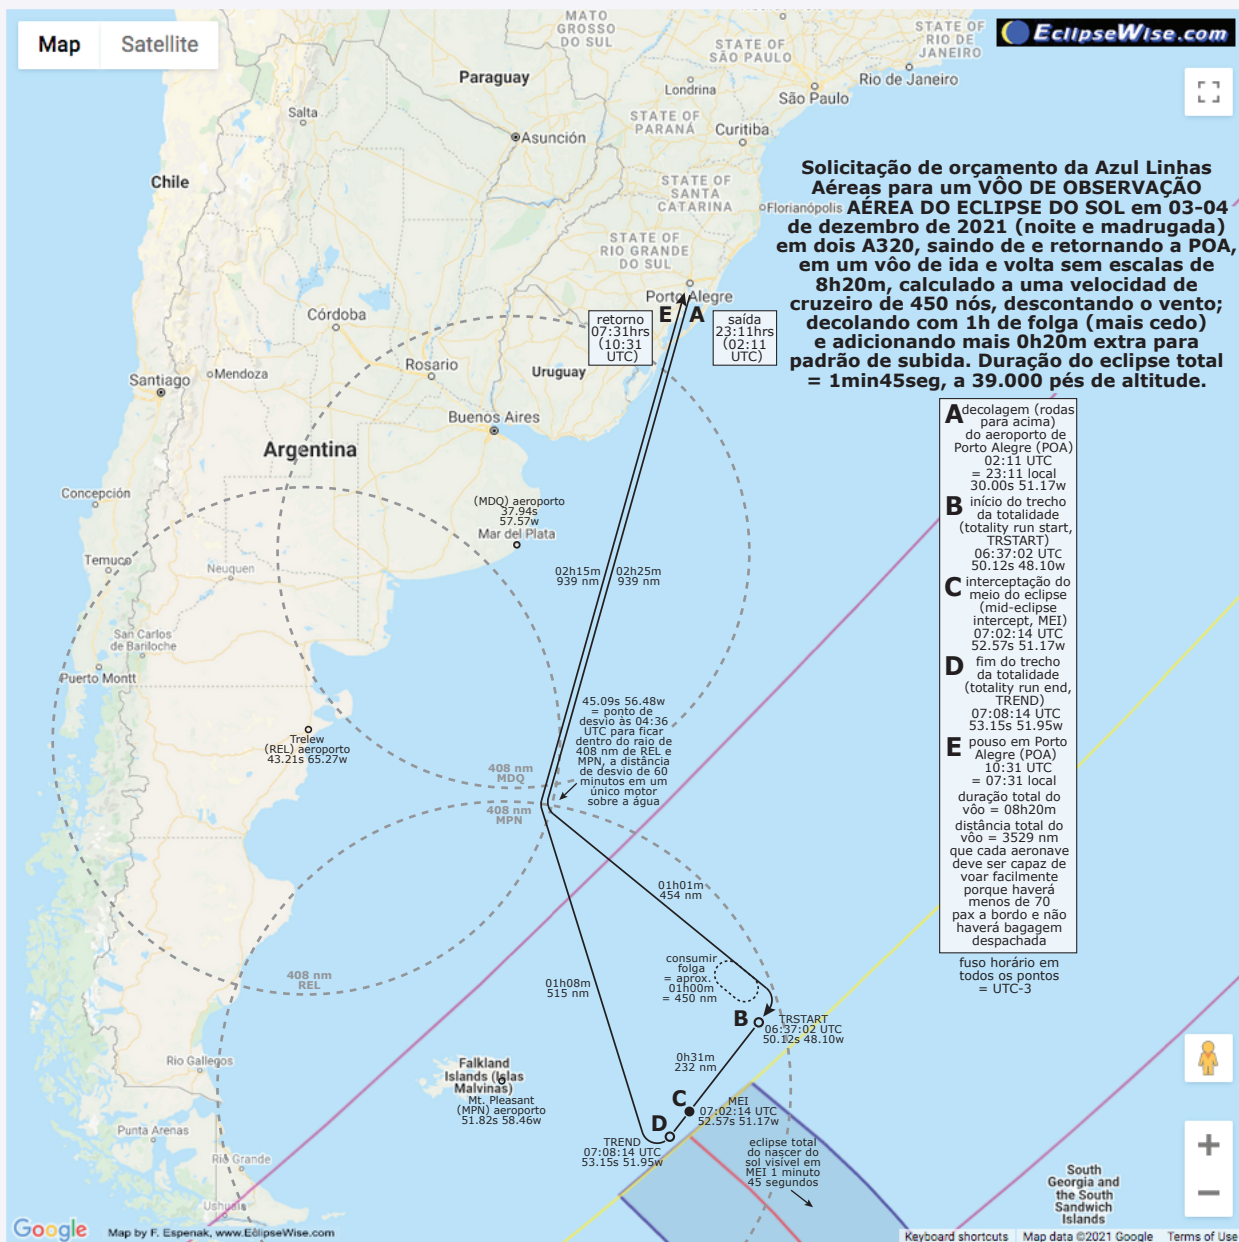 Map
Satellite
EclipseWise.com
MATO
GROSSO
DO SUL
STATE OF
SÃO PAULO
STATE OF
RIO DE
JANEIRO
Paraguay
Londrina
Rio de Janeiro
São Paulo
Salta
STATE OF
PARANÁ
Asunción
Curitiba
Chile
STATE OF
SANTA
CATARINA
Florianópolis
Solicitação de orçamento da Azul Linhas
Aéreas para um VÔO DE OBSERVAÇÃO
AÉREA DO ECLIPSE DO SOL em 03-04
de dezembro de 2021 (noite e madrugada)
em dois A320, saindo de e retornando a POA,
em um vôo de ida e volta sem escalas de
8h20m, calculado a uma velocidad de
cruzeiro de 450 nós, descontando o vento;
decolando com 1h de folga (mais cedo)
e adicionando mais 0h20m extra para
padrão de subida. Duração do eclipse total
= 1min45seg, a 39.000 pés de altitude.
STATE OF
RIO GRANDE
DO SUL
Porto Alegre
E
A
retorno
07:31hrs
(10:31
UTC)
saída
23:11hrs
(02:11
UTC)
Córdoba
Rosario
Mendoza
Santiago
Uruguay
Buenos Aires
Argentina
Concepción
(MDQ) aeroporto
37.94s
57.57w
Mar del Plata
Temuco
Neuquen
02h15m
939 nm
02h25m
939 nm
San Carlos
de Bariloche
Puerto Montt
Trelew
(REL) aeroporto
43.21s 65.27w
45.09s 56.48w
= ponto de
desvio às 04:36
UTC para ficar
dentro do raio de
408 nm de REL e
MPN, a distância
de desvio de 60
minutos em um
único motor
sobre a água
408 nm
MDQ
408 nm
MPN
408 nm
REL
01h01m
454 nm
01h08m
515 nm
consumir
folga
= aprox.
01h00m
= 450 nm
B
TRSTART
06:37:02 UTC
50.12s 48.10w
0h31m
232 nm
Rio Gallegos
Falkland
Islands (Islas
Malvinas)
Mt. Pleasant
(MPN) aeroporto
51.82s 58.46w
C
MEI
07:02:14 UTC
52.57s 51.17w
D
TREND
07:08:14 UTC
53.15s 51.95w
eclipse total
do nascer do
sol visível em
MEI 1 minuto
45 segundos
Punta Arenas
Rio Grande
Ushuaia
South
Georgia and
the South
Sandwich
Islands
A decolagem (rodas
para acima)
do aeroporto de
Porto Alegre (POA)
02:11 UTC
= 23:11 local
30.00s 51.17w
B início do trecho
da totalidade
(totality run start,
TRSTART)
06:37:02 UTC
50.12s 48.10w
C interceptação do
meio do eclipse
(mid-eclipse
intercept, MEI)
07:02:14 UTC
52.57s 51.17w
D fim do trecho
da totalidade
(totality run end,
TREND)
07:08:14 UTC
53.15s 51.95w
E pouso em Porto
Alegre (POA)
10:31 UTC
= 07:31 local
duração total do
vôo = 08h20m
distância total do
vôo = 3529 nm
que cada aeronave
deve ser capaz de
voar facilmente
porque haverá
menos de 70
pax a bordo e não
haverá bagagem
despachada
fuso horário em
todos os pontos
= UTC-3
+
−
Google
Map by F. Espenak, www.EclipseWise.com
Keyboard shortcuts
Map data ©2021 Google
Terms of Use